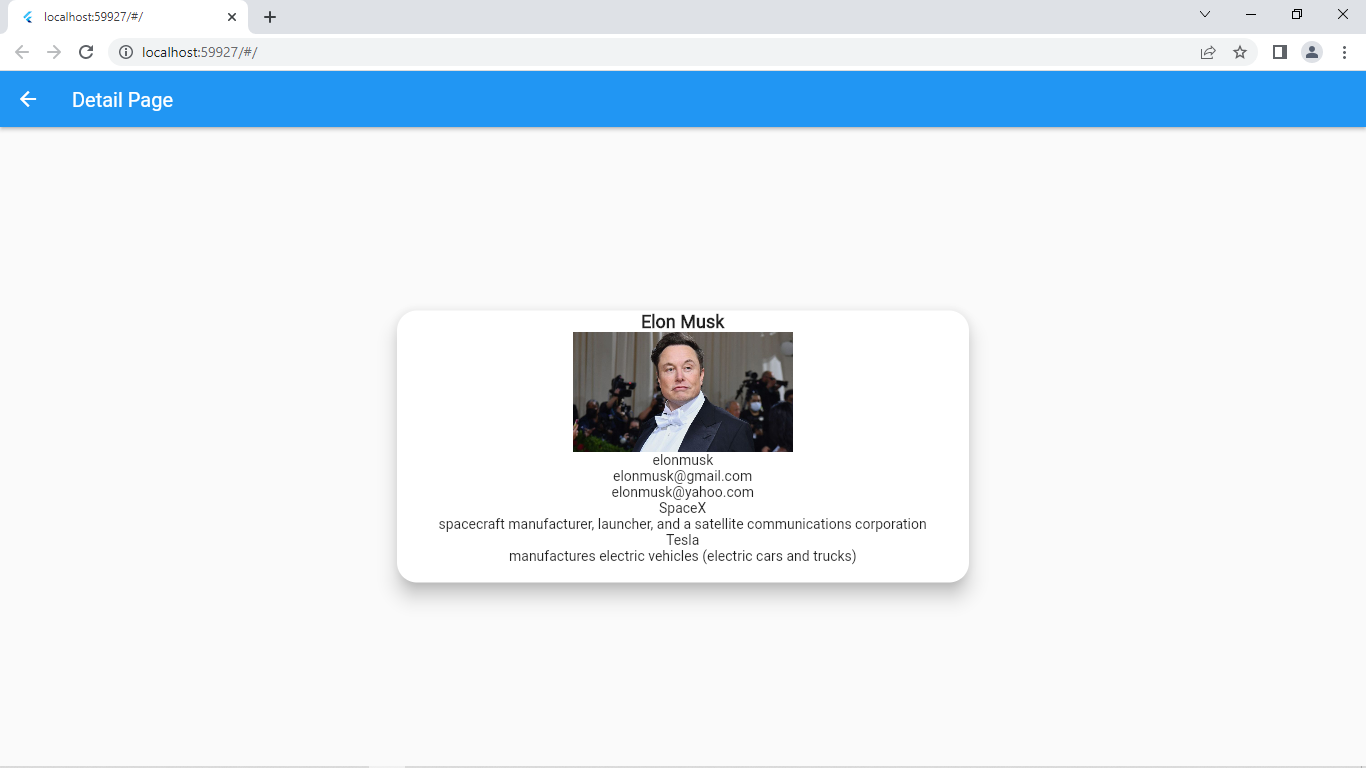 localhost:59927/#/
localhost:59927/#/
Detail Page
Elon Musk
elonmusk
elonmusk@gmail.com
elonmusk@yahoo.com
SpaceX
spacecraft manufacturer, launcher, and a satellite communications corporation
Tesla
manufactures electric vehicles (electric cars and trucks)